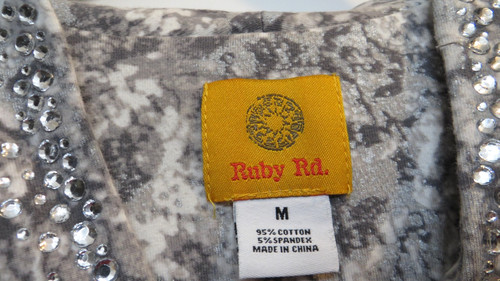 Ruby Rd.
M
95% COTTON
5% SPANDEX
MADE IN CHINA